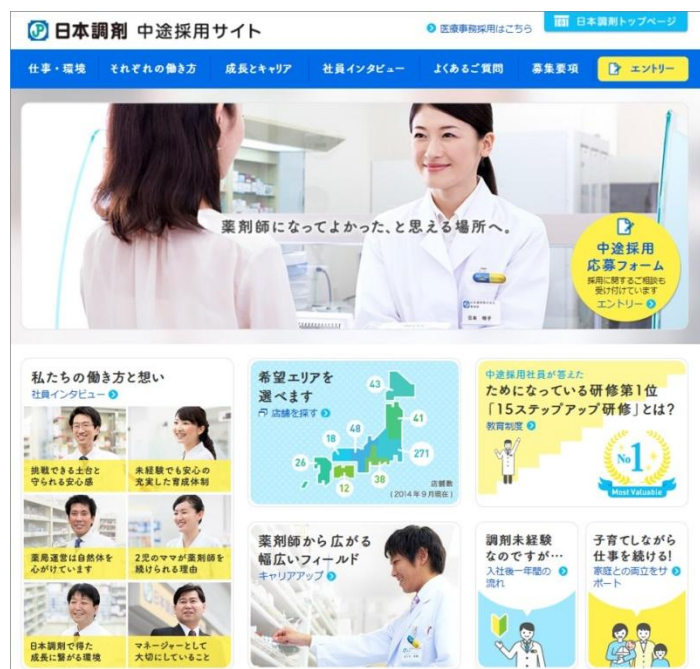 日本調剤 中途採用サイト
医療事務採用はこちら
日本調剤トップページ
仕事・環境
それぞれの働き方
成長とキャリア
社員インタビュー
よくあるご質問
募集要項
エントリー
薬剤師になってよかった、と思える場所へ。
中途採用
応募フォーム
採用に関するご相談も
受け付けています
エントリー
私たちの働き方と想い
社員インタビュー
挑戦できる土台と
守られる安心感
未経験でも安心の
充実した育成体制
薬局運営は自然体を
心がけています
2児のママが薬剤師を
続けられる理由
日本調剤で得た
成長に繋がる環境
マネージャーとして
大切にしていること
希望エリアを
選べます
店舗を探す
43
41
48
18
271
26
38
12
店舗数
(2014年9月現在)
中途採用社員が答えた
ためになっている研修第1位
「15ステップアップ研修」とは?
教育制度
No1
Most Valuable
薬剤師から広がる
幅広いフィールド
キャリアアップ
調剤未経験
なのですが…
入社後一年間の
流れ
子育てしながら
仕事を続ける!
家庭との両立をサ
ポート